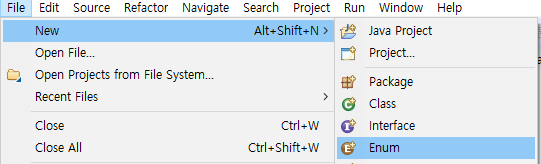 File Edit Source Refactor Navigate Search Project Run Window Help
New Alt+Shift+N >
Open File...
Open Projects from File System...
Recent Files >
Close Ctrl+W
Close All Ctrl+Shift+W
Java Project
Project...
Package
Class
Interface
Enum